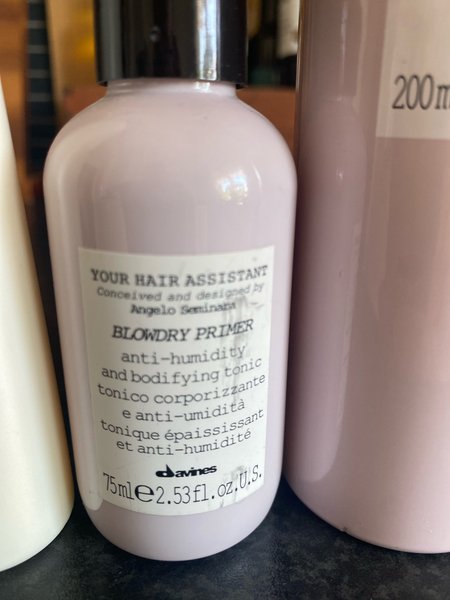 YOUR HAIR ASSISTANT
Conceived and designed by
Angelo Seminara
BLOWDRY PRIMER
anti-humidity
and bodifying tonic
tonico corporizzante
e anti-umidità
tonique épaississant
et anti-humidité
davines
75ml℮2.53fl.oz.U.S.
200m